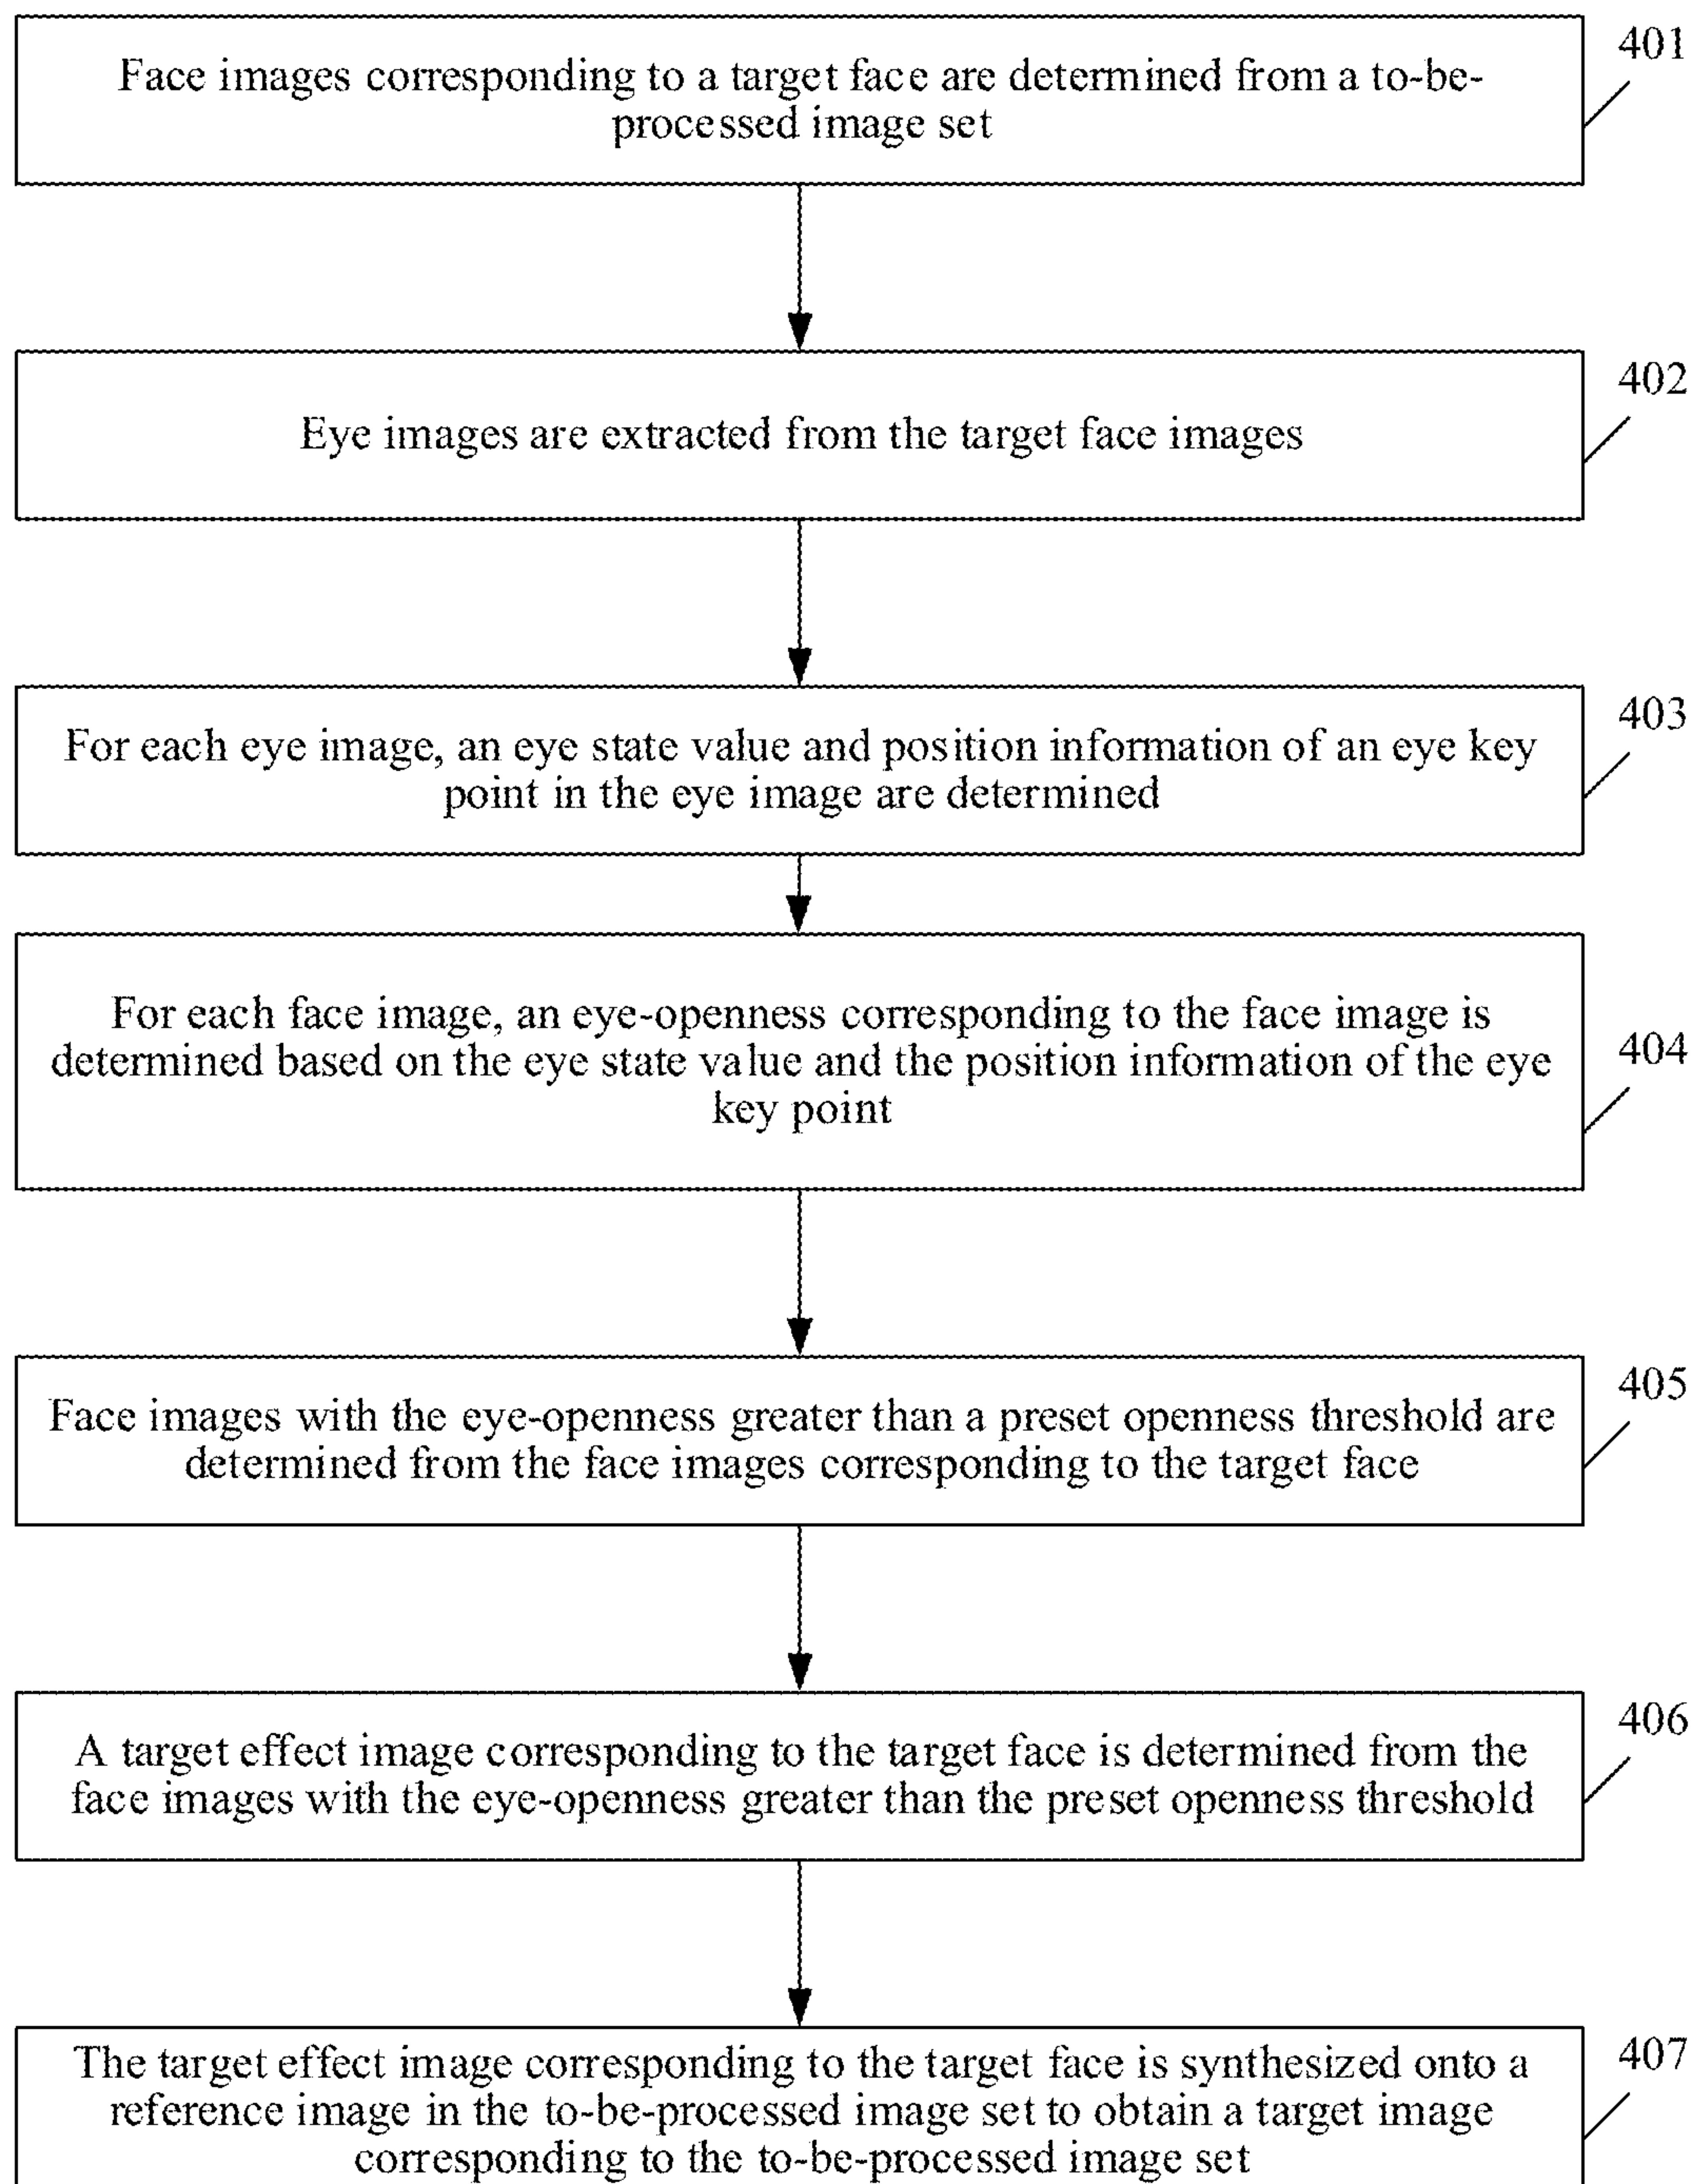 401
Face images corresponding to a target face are determined from a to-be-
processed image set
402
Eye images are extracted from the target face images
403
For each eye image, an eye state value and position information of an eye key
point in the eye image are determined
404
For each face image, an eye-openness corresponding to the face image is
determined based on the eye state value and the position information of the eye
key point
405
Face images with the eye-openness greater than a preset openness threshold are
determined from the face images corresponding to the target face
406
A target effect image corresponding to the target face is determined from the
face images with the eye-openness greater than the preset openness threshold
407
The target effect image corresponding to the target face is synthesized onto a
reference image in the to-be-processed image set to obtain a target image
corresponding to the to-be-processed image set